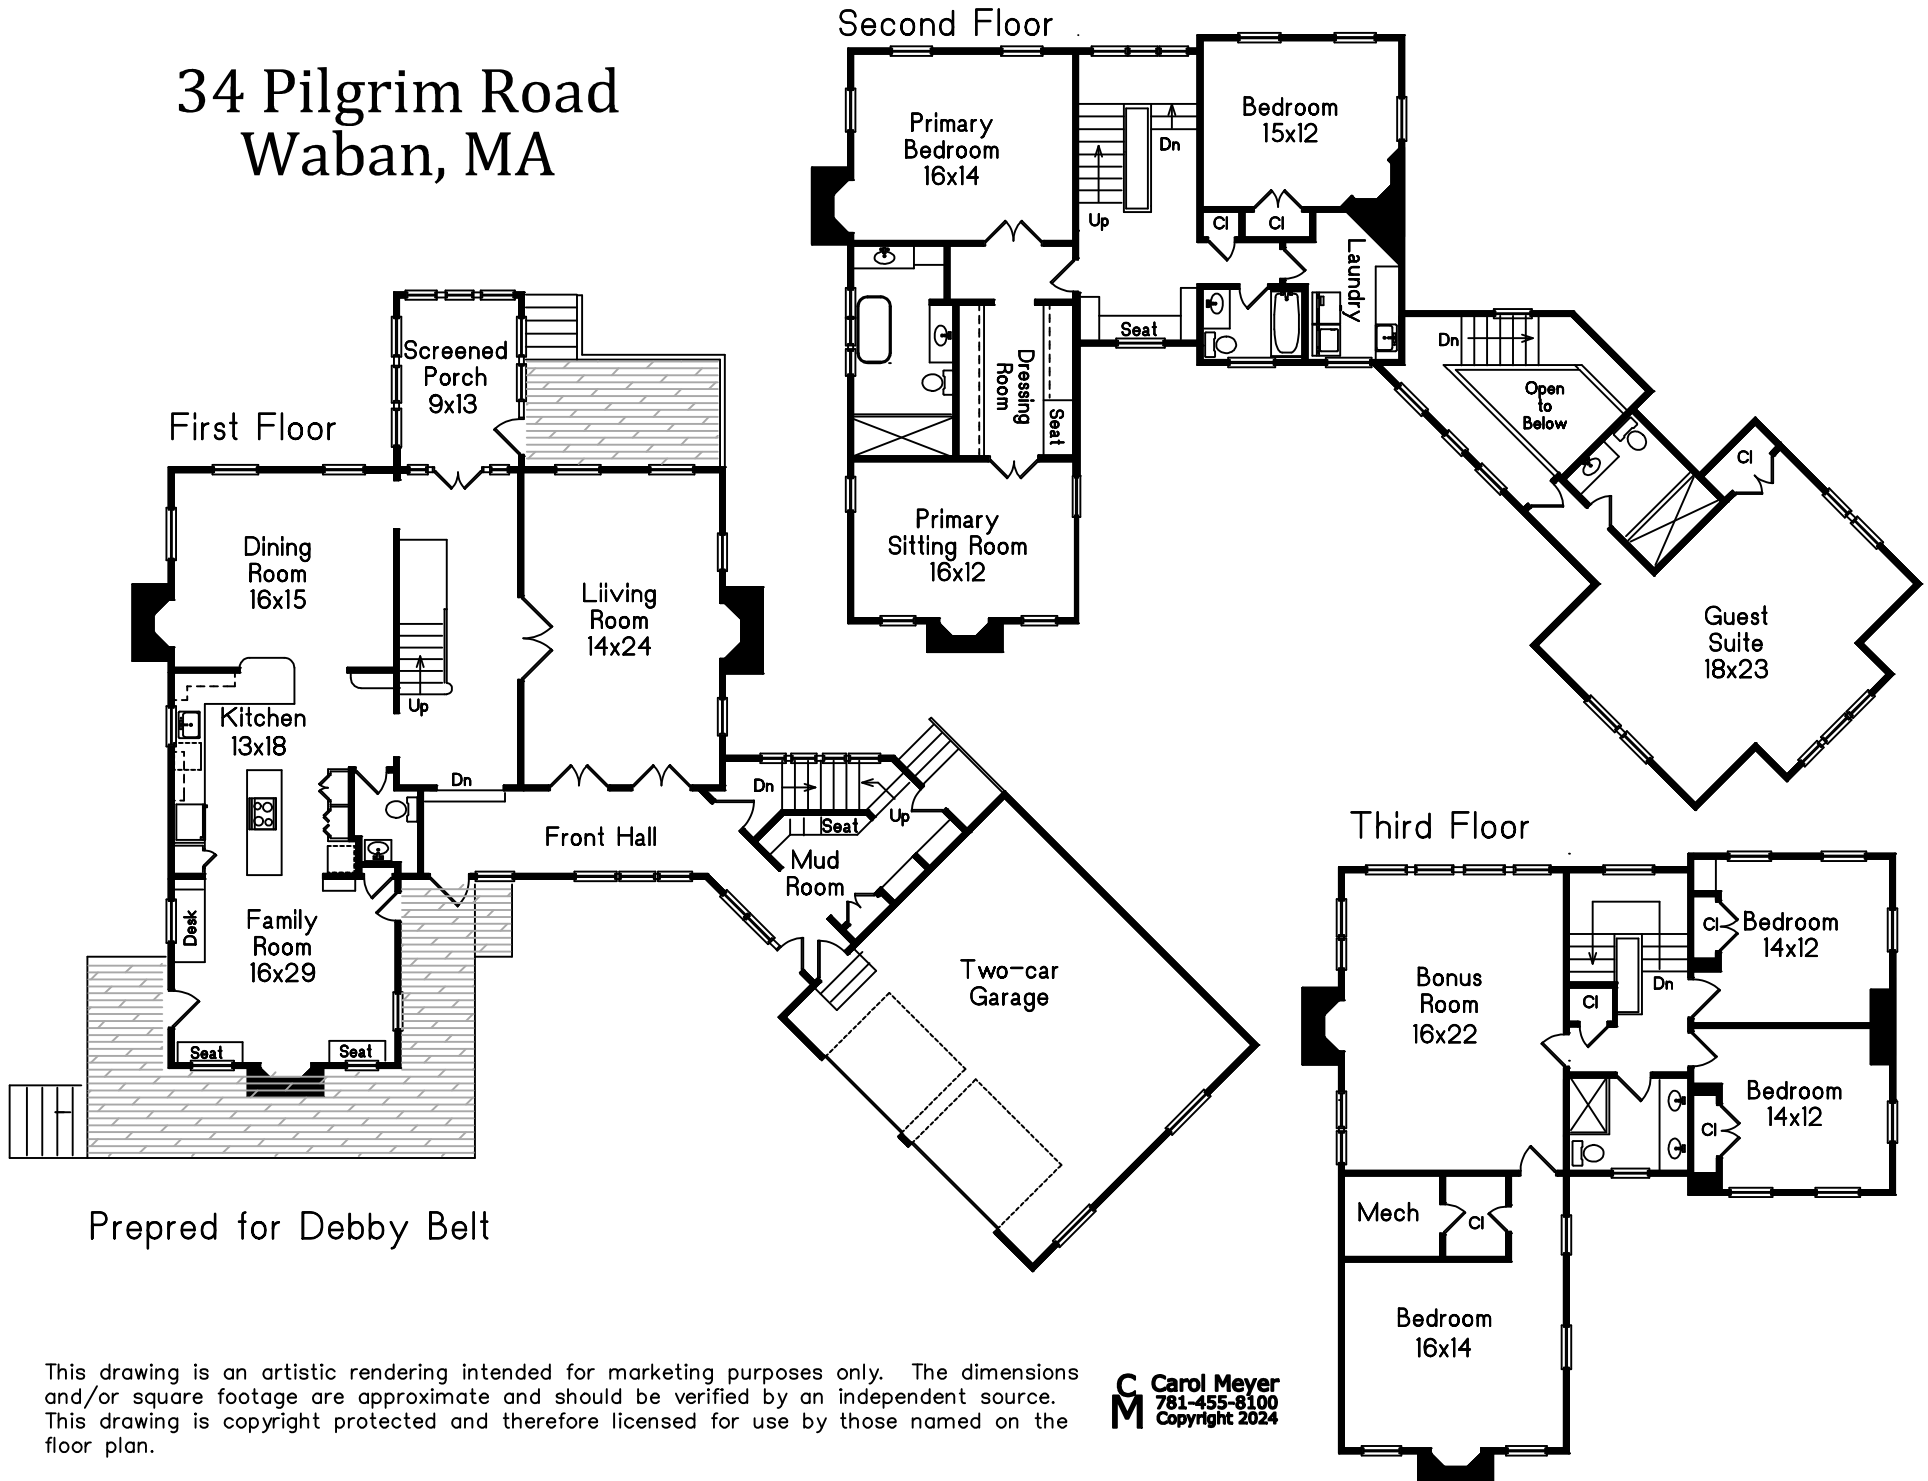 34 Pilgrim Road
Waban, MA
Second Floor
Primary
Bedroom
16x14
Up
Dn
Bedroom
15x12
Cl
Cl
Laundry
Seat
Dressing
Room
Seat
Primary
Sitting Room
16x12
Dn
Open
to
Below
Cl
Guest
Suite
18x23
First Floor
Screened
Porch
9x13
Dining
Room
16x15
Liiving
Room
14x24
Up
Kitchen
13x18
Dn
Front Hall
Dn
Up
Seat
Mud
Room
Desk
Family
Room
16x29
Seat
Seat
Two-car
Garage
Third Floor
Bonus
Room
16x22
Dn
Cl
Cl
Bedroom
14x12
Bedroom
14x12
Cl
Mech
Cl
Bedroom
16x14
Prepred for Debby Belt
This drawing is an artistic rendering intended for marketing purposes only. The dimensions
and/or square footage are approximate and should be verified by an independent source.
This drawing is copyright protected and therefore licensed for use by those named on the
floor plan.
CM
Carol Meyer
781-455-8100
Copyright 2024